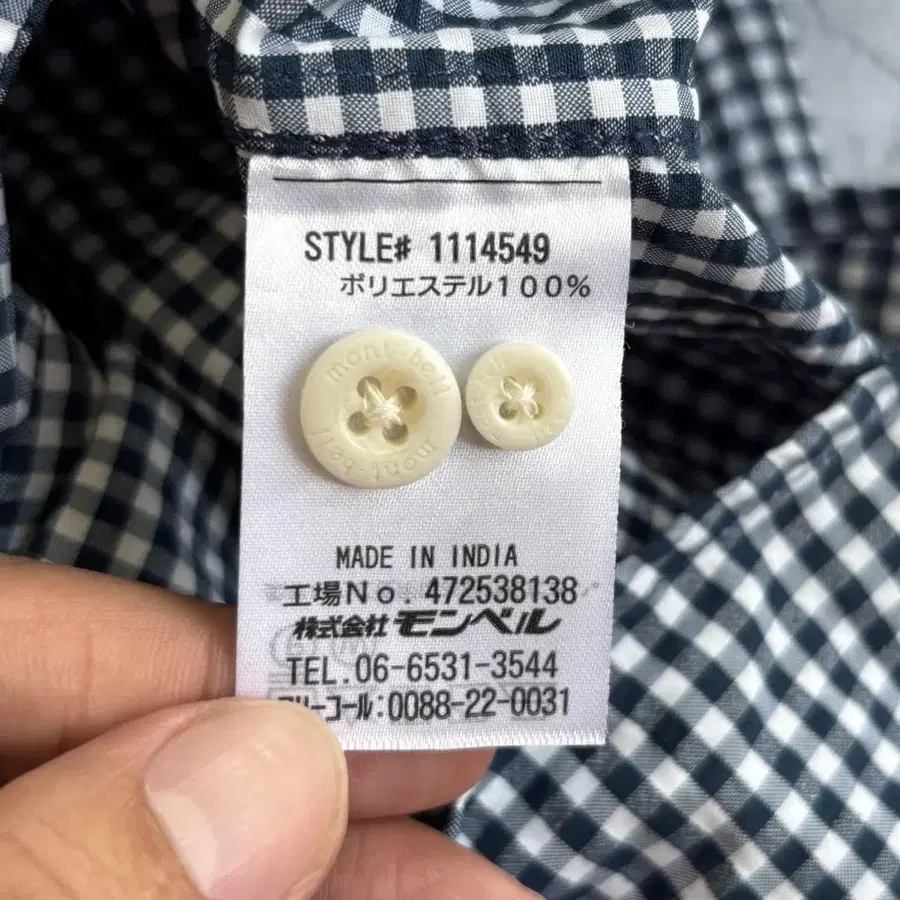 STYLE# 1114549
ポリエステル100%
mont-bell
mont-bell
MADE IN INDIA
工場No. 472538138
株式会社 モンベル
TEL. 06-6531-3544
フリーコール:0088-22-0031